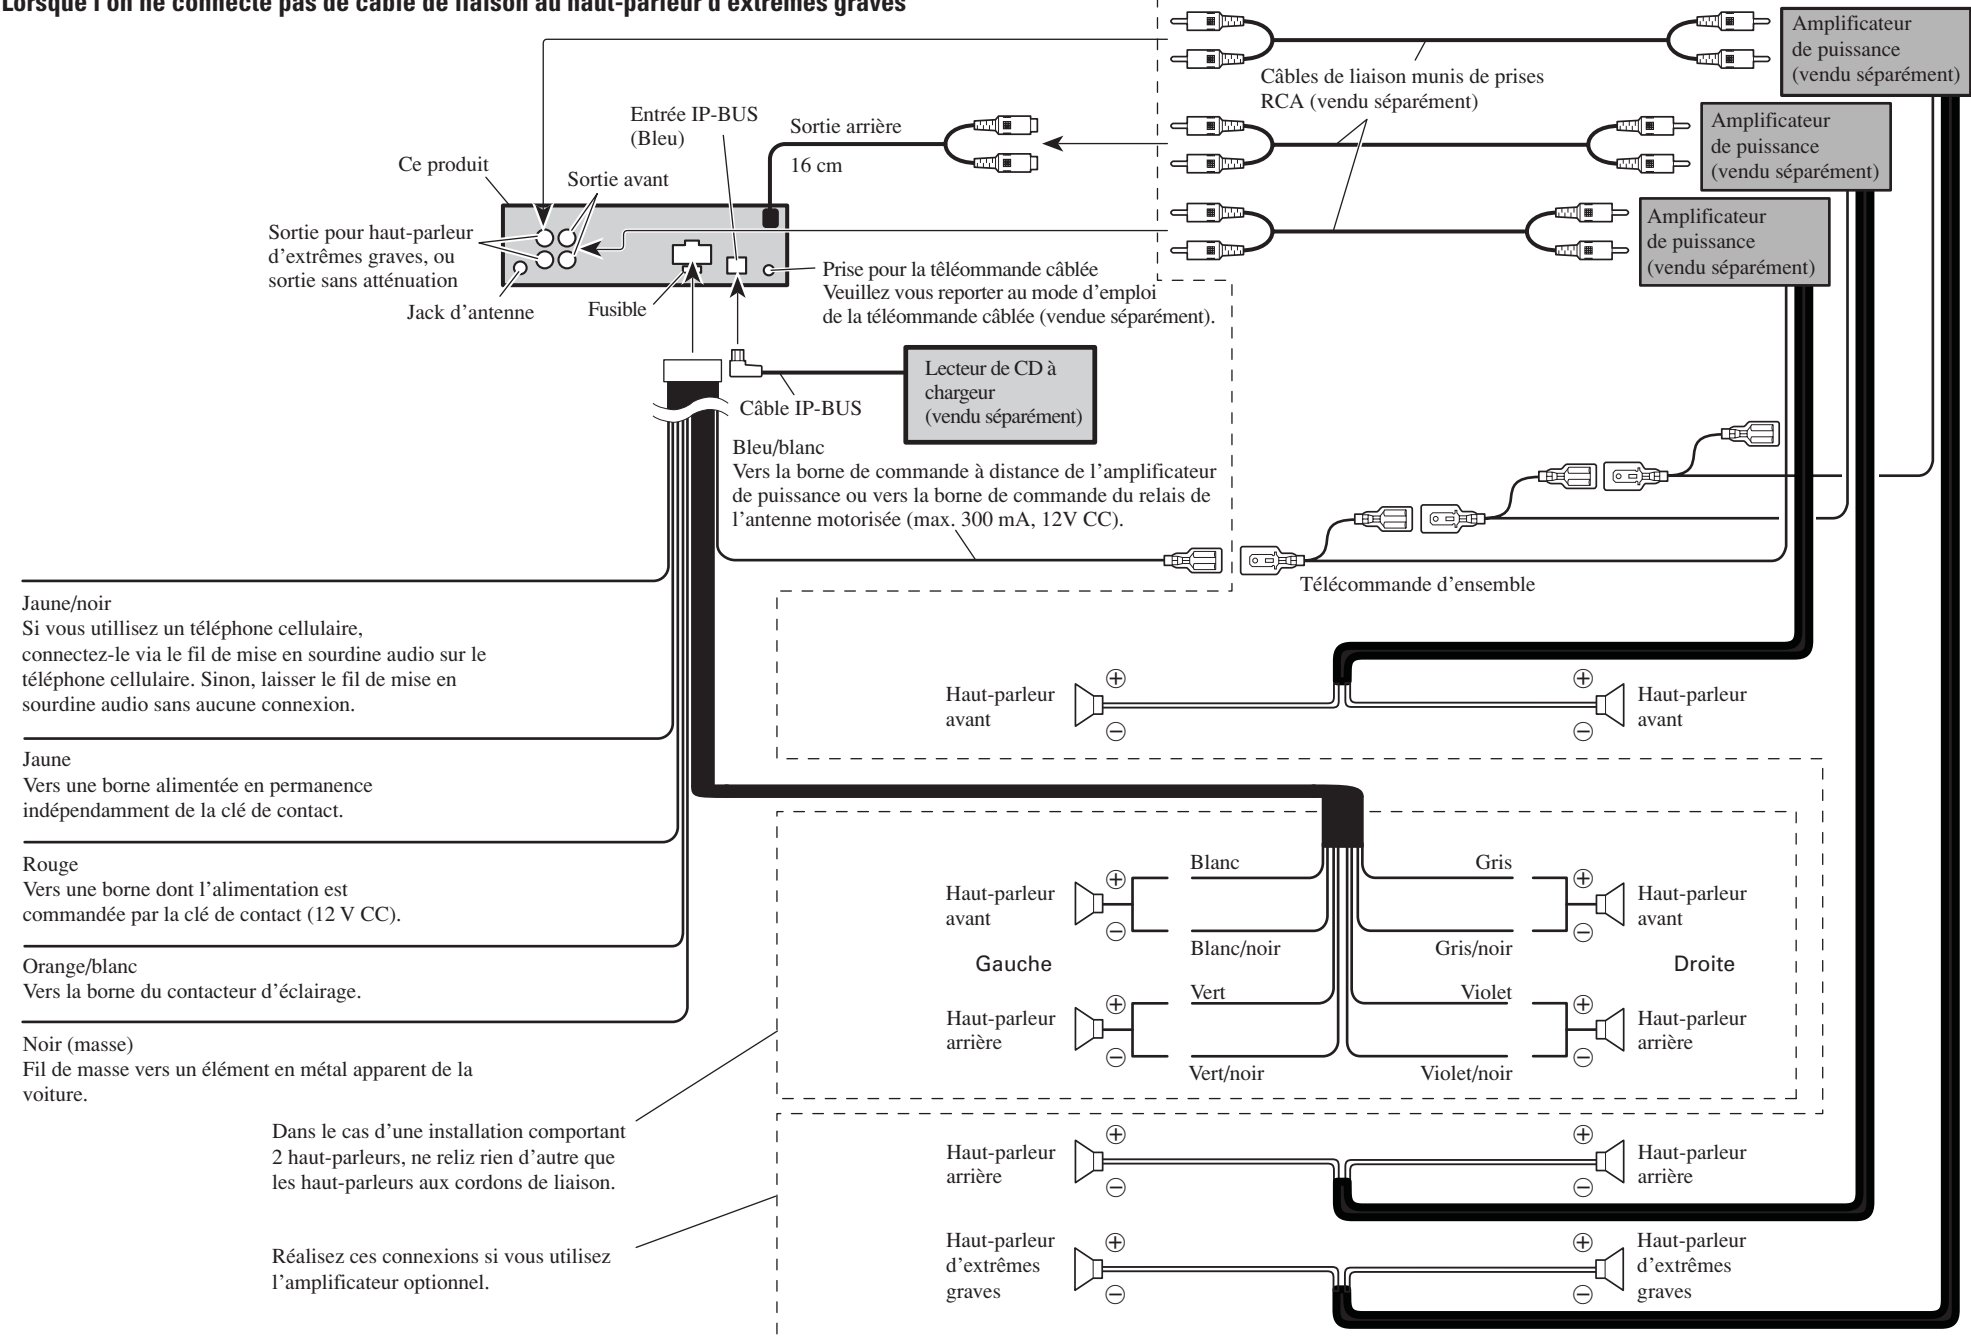 Lorsque l'on ne connecte pas de câble de liaison au haut-parleur d'extrêmes graves
Amplificateur
de puissance
(vendu séparément)
Câbles de liaison munis de prises
RCA (vendu séparément)
Entrée IP-BUS
(Bleu)
Sortie arrière
16 cm
Amplificateur
de puissance
(vendu séparément)
Ce produit
Sortie avant
Amplificateur
de puissance
(vendu séparément)
Sortie pour haut-parleur
d'extrêmes graves, ou
sortie sans atténuation
Jack d'antenne
Fusible
Prise pour la têléommande câblée
Veuillez vous reporter au mode d'emploi
de la téléommande câblée (vendue séparément).
Lecteur de CD à
chargeur
(vendu séparément)
Câble IP-BUS
Bleu/blanc
Vers la borne de commande à distance de l'amplificateur
de puissance ou vers la borne de commande du relais de
l'antenne motorisée (max. 300 mA, 12V CC).
Télécommande d'ensemble
Jaune/noir
Si vous utillisez un téléphone cellulaire,
connectez-le via le fil de mise en sourdine audio sur le
téléphone cellulaire. Sinon, laisser le fil de mise en
sourdine audio sans aucune connexion.
Haut-parleur
avant
+
−
+
−
Haut-parleur
avant
Jaune
Vers une borne alimentée en permanence
indépendamment de la clé de contact.
Rouge
Vers une borne dont l'alimentation est
commandée par la clé de contact (12 V CC).
Haut-parleur
avant
+
−
Blanc
Blanc/noir
Gris
Gris/noir
+
−
Haut-parleur
avant
Gauche
Droite
Orange/blanc
Vers la borne du contacteur d'éclairage.
Haut-parleur
arrière
+
−
Vert
Vert/noir
Violet
Violet/noir
+
−
Haut-parleur
arrière
Noir (masse)
Fil de masse vers un élément en métal apparent de la
voiture.
Dans le cas d'une installation comportant
2 haut-parleurs, ne reliz rien d'autre que
les haut-parleurs aux cordons de liaison.
Haut-parleur
arrière
+
−
+
−
Haut-parleur
arrière
Réalisez ces connexions si vous utilisez
l'amplificateur optionnel.
Haut-parleur
d'extrêmes
graves
+
−
+
−
Haut-parleur
d'extrêmes
graves